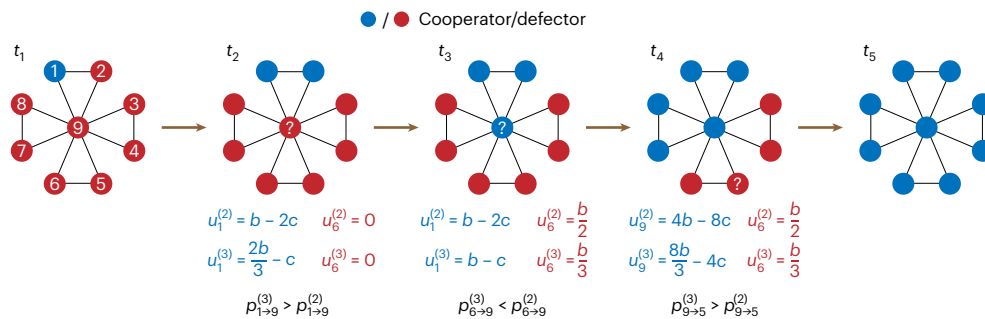 / Cooperator/defector
t₁ t₂ t₃ t₄ t₅
1 2
8 3
9 ? ?
7 4
6 5 ?
u₁⁽²⁾ = b – 2c u₆⁽²⁾ = 0 u₁⁽²⁾ = b – 2c u₆⁽²⁾ = b/2 u₉⁽²⁾ = 4b – 8c u₆⁽²⁾ = b/2
u₁⁽³⁾ = 2b/3 – c u₆⁽³⁾ = 0 u₁⁽³⁾ = b – c u₆⁽³⁾ = b/3 u₉⁽³⁾ = 8b/3 – 4c u₆⁽³⁾ = b/3
p₁→₉⁽³⁾ > p₁→₉⁽²⁾ p₆→₉⁽³⁾ < p₆→₉⁽²⁾ p₉→₅⁽³⁾ > p₉→₅⁽²⁾